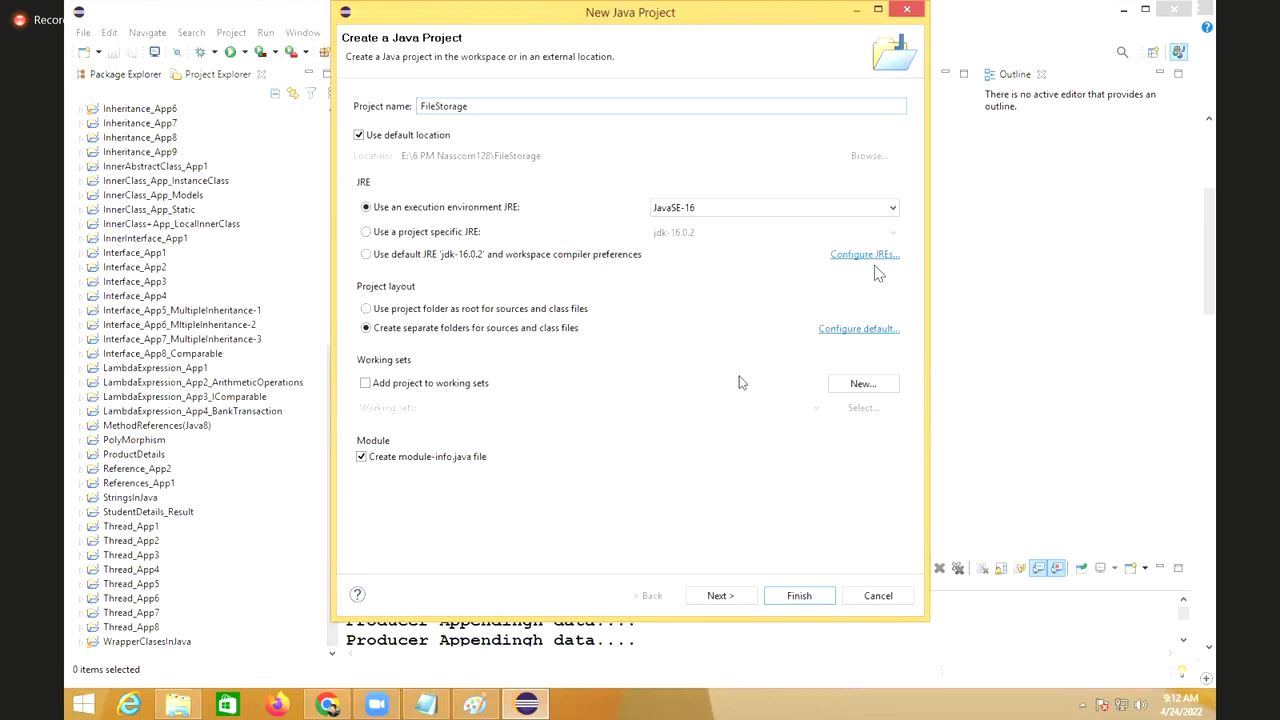 Recor
New Java Project
File Edit Navigate Search Project Run Window
Create a Java Project
Create a Java project in the workspace or in an external location.
Package Explorer Project Explorer
Outline
There is no active editor that provides an
outline.
Project name: FileStorage
Use default location
Location: E:\6 PM Nasscom128\FileStorage Browse...
JRE
Use an execution environment JRE: JavaSE-16
Use a project specific JRE: jdk-16.0.2
Use default JRE 'jdk-16.0.2' and workspace compiler preferences Configure JREs...
Project layout
Use project folder as root for sources and class files
Create separate folders for sources and class files Configure default...
Working sets
Add project to working sets New...
Working sets: Select...
Module
Create module-info.java file
< Back Next > Finish Cancel
Inheritance_App6
Inheritance_App7
Inheritance_App8
Inheritance_App9
InnerAbstractClass_App1
InnerClass_App_InstanceClass
InnerClass_App_Models
InnerClass_App_Static
InnerClass+App_LocalInnerClass
InnerInterface_App1
Interface_App1
Interface_App2
Interface_App3
Interface_App4
Interface_App5_MultipleInheritance-1
Interface_App6_MltipleInheritance-2
Interface_App7_MultipleInheritance-3
Interface_App8_Comparable
LambdaExpression_App1
LambdaExpression_App2_ArithmeticOperations
LambdaExpression_App3_IComparable
LambdaExpression_App4_BankTransaction
MethodReferences(Java8)
PolyMorphism
ProductDetails
Reference_App2
References_App1
StringsInJava
StudentDetails_Result
Thread_App1
Thread_App2
Thread_App3
Thread_App4
Thread_App5
Thread_App6
Thread_App7
Thread_App8
WrapperClasesInJava
Producer Appendingh data....
Producer Appendingh data....
0 items selected
9:12 AM
4/24/2022